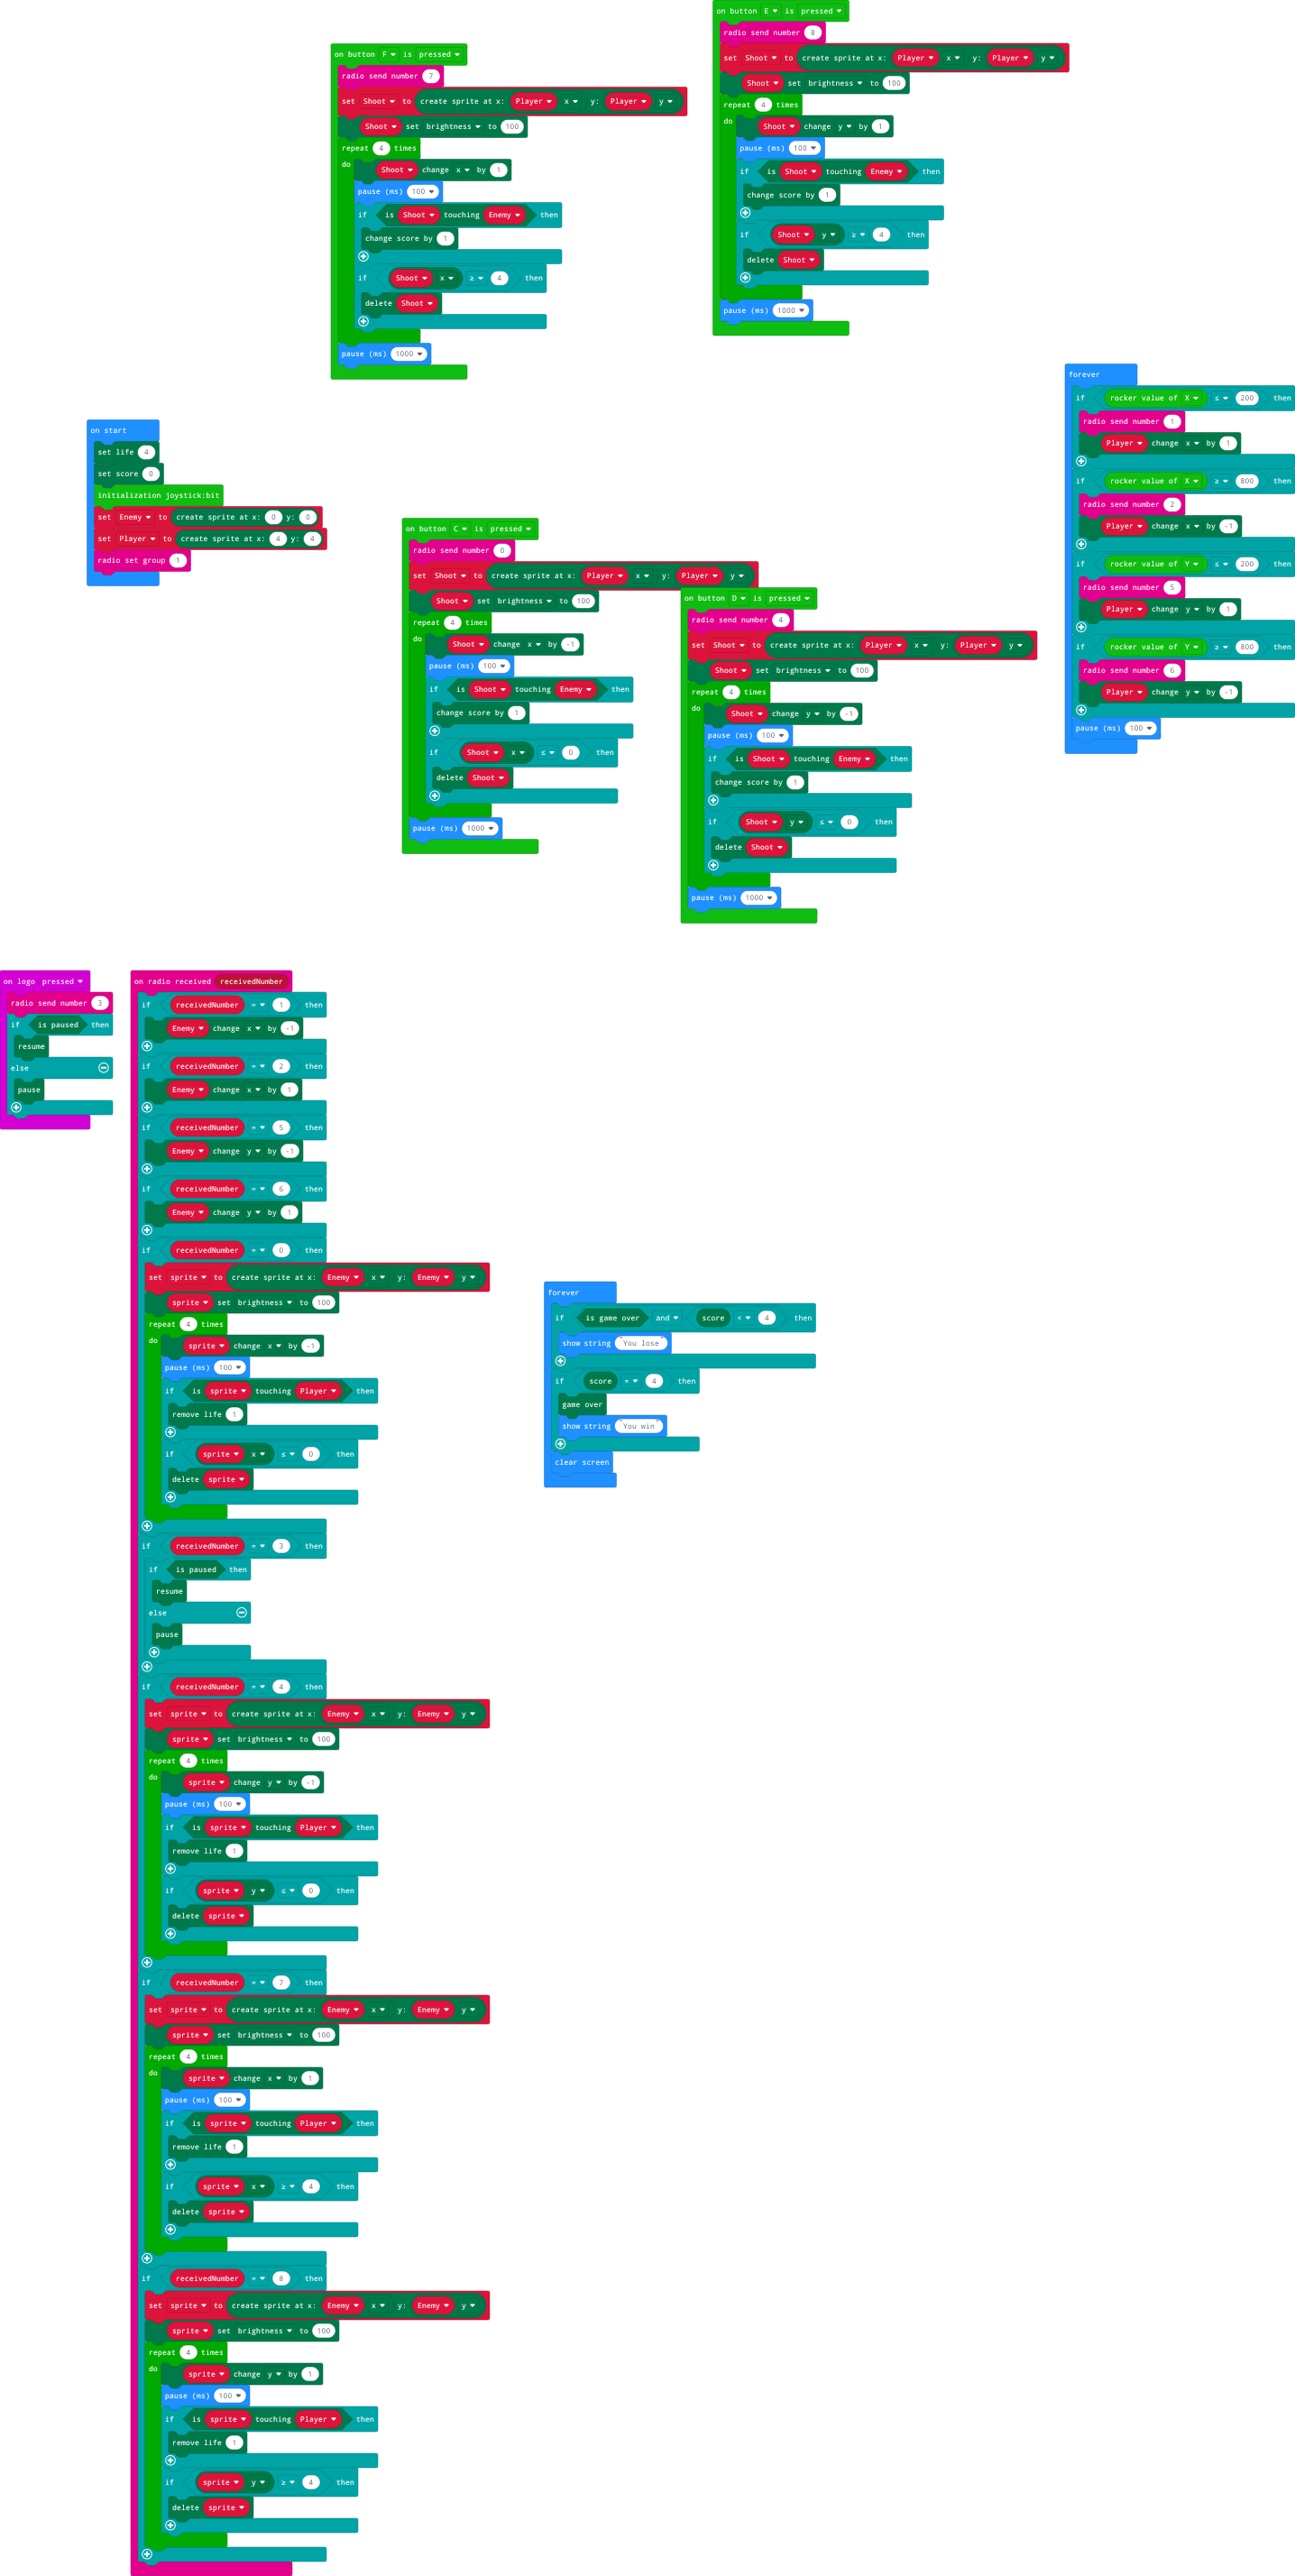 on button E is pressed
radio send number 8
set Shoot to create sprite at x: Player x y: Player y
Shoot set brightness to 100
repeat 4 times
do Shoot change y by 1
pause (ms) 100
if is Shoot touching Enemy then
change score by 1
if Shoot y ≥ 4 then
delete Shoot
pause (ms) 1000
on button F is pressed
radio send number 7
set Shoot to create sprite at x: Player x y: Player y
Shoot set brightness to 100
repeat 4 times
do Shoot change x by 1
pause (ms) 100
if is Shoot touching Enemy then
change score by 1
if Shoot x ≥ 4 then
delete Shoot
pause (ms) 1000
forever
if rocker value of X ≤ 200 then
radio send number 1
Player change x by 1
if rocker value of X ≥ 800 then
radio send number 2
Player change x by -1
if rocker value of Y ≤ 200 then
radio send number 5
Player change y by 1
if rocker value of Y ≥ 800 then
radio send number 6
Player change y by -1
pause (ms) 100
on start
set life 4
set score 0
initialization joystick:bit
set Enemy to create sprite at x: 0 y: 0
set Player to create sprite at x: 4 y: 4
radio set group 1
on button C is pressed
radio send number 0
set Shoot to create sprite at x: Player x y: Player y
Shoot set brightness to 100
repeat 4 times
do Shoot change x by -1
pause (ms) 100
if is Shoot touching Enemy then
change score by 1
if Shoot x ≤ 0 then
delete Shoot
pause (ms) 1000
on button D is pressed
radio send number 4
set Shoot to create sprite at x: Player x y: Player y
Shoot set brightness to 100
repeat 4 times
do Shoot change y by -1
pause (ms) 100
if is Shoot touching Enemy then
change score by 1
if Shoot y ≤ 0 then
delete Shoot
pause (ms) 1000
on logo pressed
radio send number 3
if is paused then
resume
else
pause
on radio received receivedNumber
if receivedNumber = 1 then
Enemy change x by -1
if receivedNumber = 2 then
Enemy change x by 1
if receivedNumber = 5 then
Enemy change y by -1
if receivedNumber = 6 then
Enemy change y by 1
if receivedNumber = 0 then
set sprite to create sprite at x: Enemy x y: Enemy y
sprite set brightness to 100
repeat 4 times
do sprite change x by -1
pause (ms) 100
if is sprite touching Player then
remove life 1
if sprite x ≤ 0 then
delete sprite
if receivedNumber = 3 then
if is paused then
resume
else
pause
if receivedNumber = 4 then
set sprite to create sprite at x: Enemy x y: Enemy y
sprite set brightness to 100
repeat 4 times
do sprite change y by -1
pause (ms) 100
if is sprite touching Player then
remove life 1
if sprite y ≤ 0 then
delete sprite
if receivedNumber = 7 then
set sprite to create sprite at x: Enemy x y: Enemy y
sprite set brightness to 100
repeat 4 times
do sprite change x by 1
pause (ms) 100
if is sprite touching Player then
remove life 1
if sprite x ≥ 4 then
delete sprite
if receivedNumber = 8 then
set sprite to create sprite at x: Enemy x y: Enemy y
sprite set brightness to 100
repeat 4 times
do sprite change y by 1
pause (ms) 100
if is sprite touching Player then
remove life 1
if sprite y ≥ 4 then
delete sprite
forever
if is game over and score < 4 then
show string "You lose"
if score = 4 then
game over
show string "You win"
clear screen